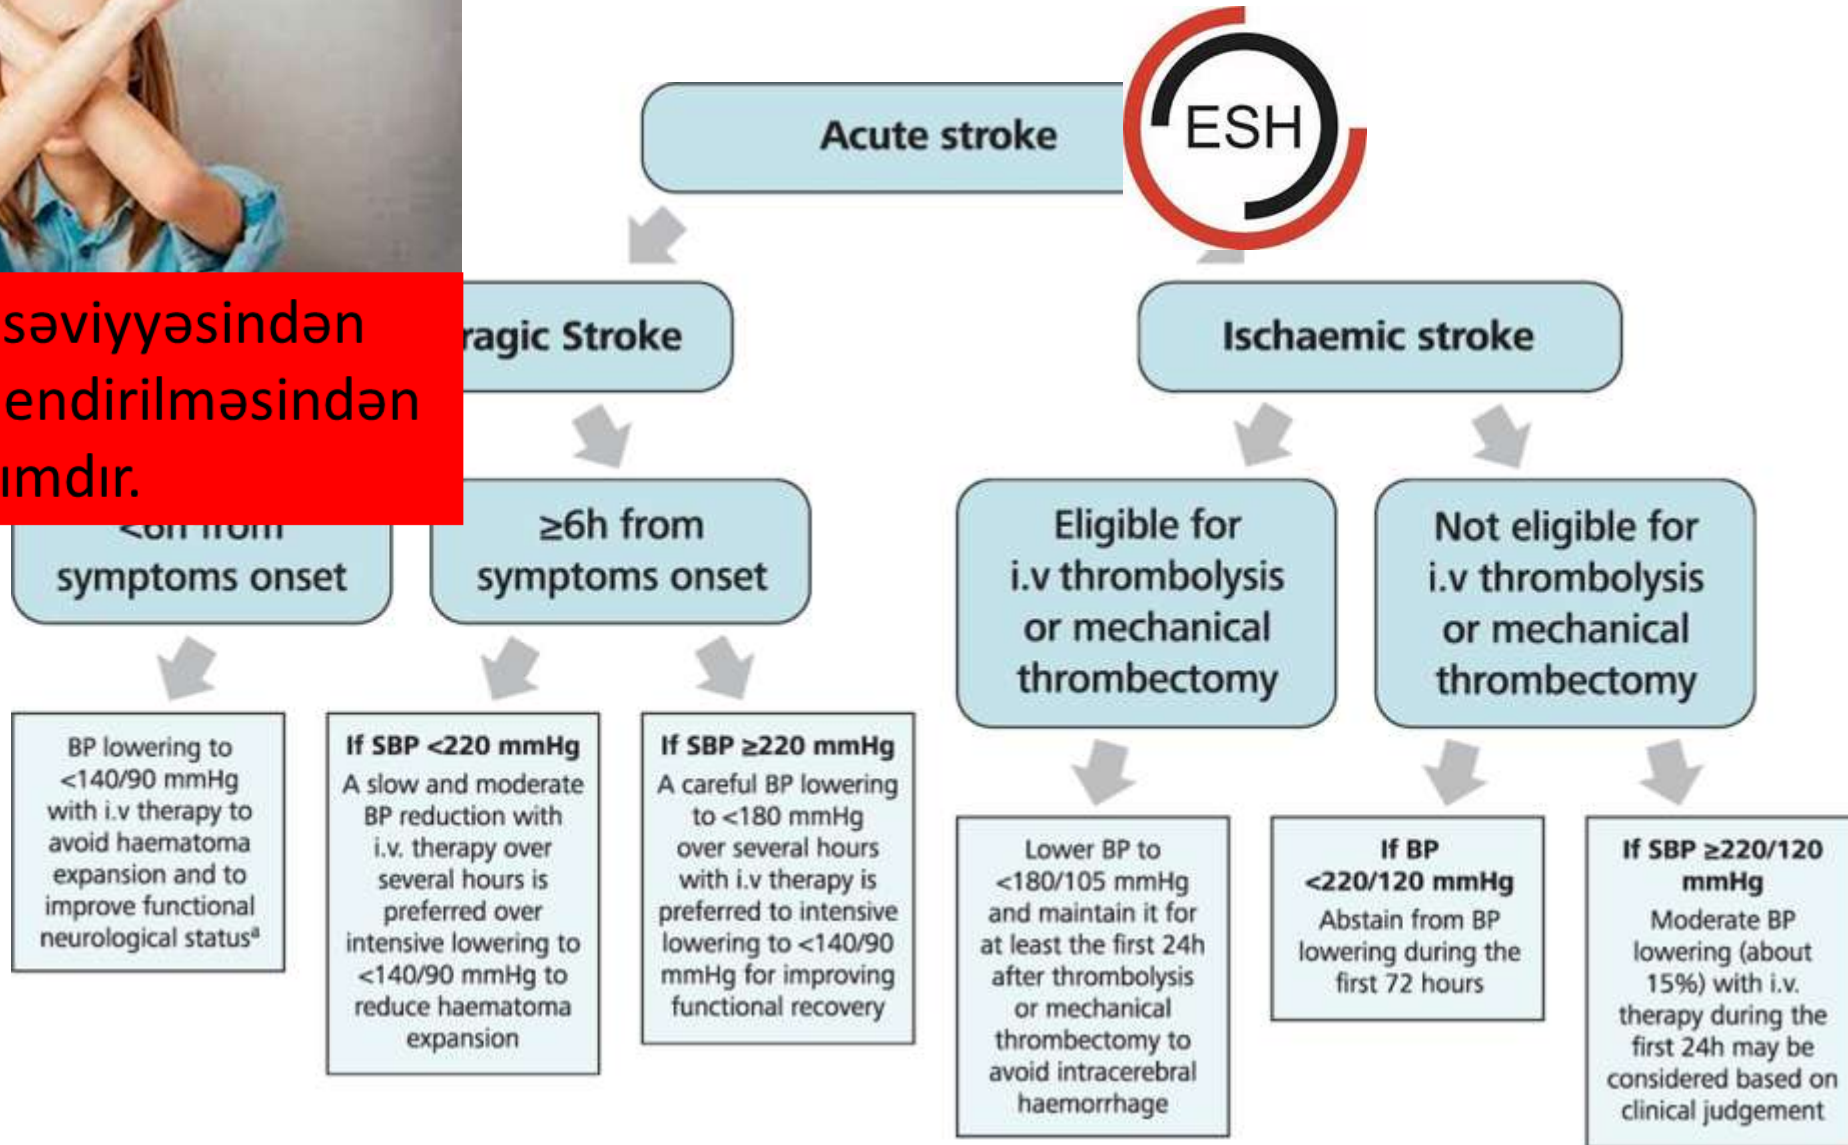 Acute stroke
ESH
səviyyəsindən
endirilməsindən
ragic Stroke
Ischaemic stroke
<6h from
symptoms onset
≥6h from
symptoms onset
Eligible for
i.v thrombolysis
or mechanical
thrombectomy
Not eligible for
i.v thrombolysis
or mechanical
thrombectomy
BP lowering to
<140/90 mmHg
with i.v therapy to
avoid haematoma
expansion and to
improve functional
neurological statusᵃ
If SBP <220 mmHg
A slow and moderate
BP reduction with
i.v. therapy over
several hours is
preferred over
intensive lowering to
<140/90 mmHg to
reduce haematoma
expansion
If SBP ≥220 mmHg
A careful BP lowering
to <180 mmHg
over several hours
with i.v therapy is
preferred to intensive
lowering to <140/90
mmHg for improving
functional recovery
Lower BP to
<180/105 mmHg
and maintain it for
at least the first 24h
after thrombolysis
or mechanical
thrombectomy to
avoid intracerebral
haemorrhage
If BP
<220/120 mmHg
Abstain from BP
lowering during the
first 72 hours
If SBP ≥220/120
mmHg
Moderate BP
lowering (about
15%) with i.v.
therapy during the
first 24h may be
considered based on
clinical judgement